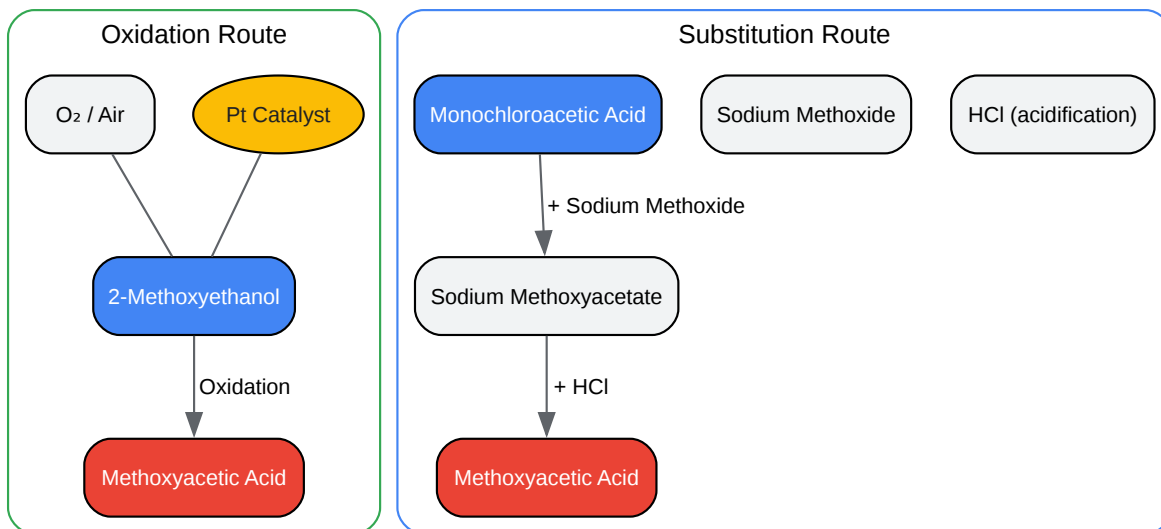 Oxidation Route
O₂ / Air
Pt Catalyst
2-Methoxyethanol
Oxidation
Methoxyacetic Acid
Substitution Route
Monochloroacetic Acid
Sodium Methoxide
HCl (acidification)
+ Sodium Methoxide
Sodium Methoxyacetate
+ HCl
Methoxyacetic Acid